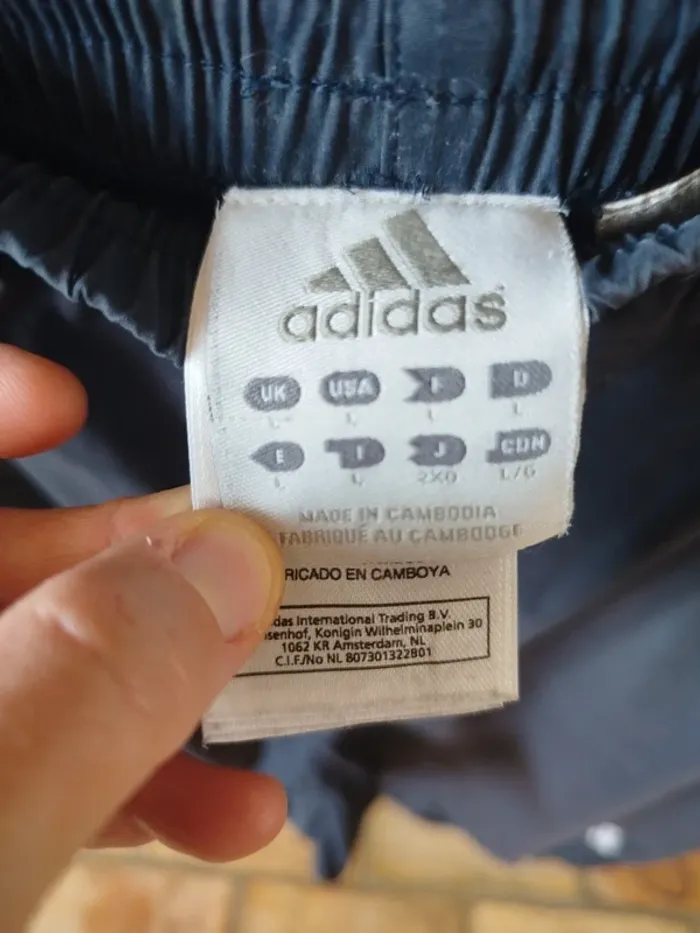 adidas
UK USA F D
L L L L
E I J CDN
L L 2XO L/G
MADE IN CAMBODIA
FABRIQUÉ AU CAMBODGE
RICADO EN CAMBOYA
das International Trading B.V.
senhof, Konigin Wilhelminaplein 30
1062 KR Amsterdam, NL
C.I.F/No NL 807301322B01